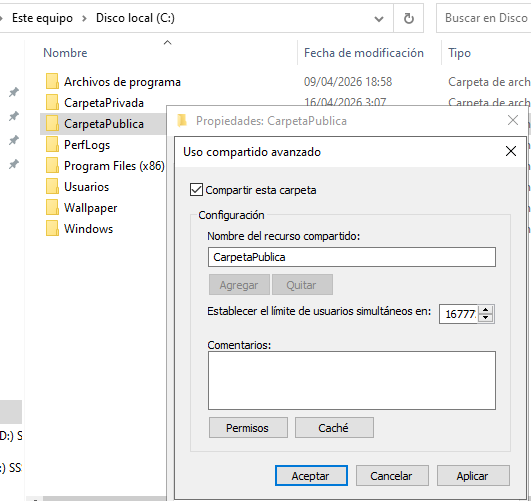 Este equipo > Disco local (C:)
Buscar en Disco
Nombre Fecha de modificación Tipo
Archivos de programa 09/04/2026 18:58 Carpeta de arch
CarpetaPrivada 16/04/2026 3:07 Carpeta de arch
CarpetaPublica
PerfLogs
Program Files (x86)
Usuarios
Wallpaper
Windows
D:) SS
:) SSI
Propiedades: CarpetaPublica
Uso compartido avanzado
Compartir esta carpeta
Configuración
Nombre del recurso compartido:
CarpetaPublica
Agregar Quitar
Establecer el límite de usuarios simultáneos en: 16777
Comentarios:
Permisos Caché
Aceptar Cancelar Aplicar